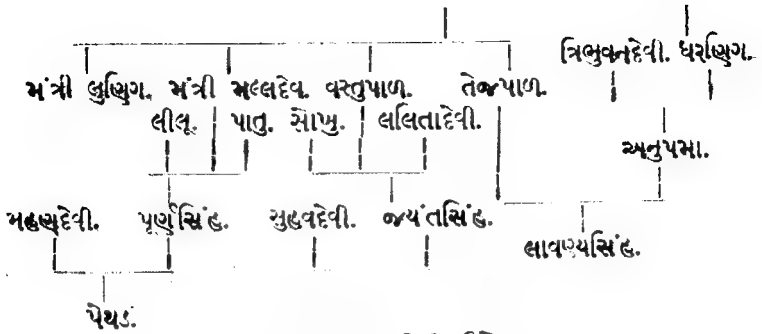 ત્રિભુવનદેવી. ધરણિગ.
મંત્રી લુણિગ. મંત્રી મલ્લદેવ. વસ્તુપાળ. તેજપાળ.
લીલૂ. પાતુ. સૌખુ. લલિતાદેવી.
અનુપમા.
મહણદેવી. પૂર્ણસિંહ. સુહવદેવી. જયંતસિંહ.
લાવણ્યસિંહ.
પેથડ.